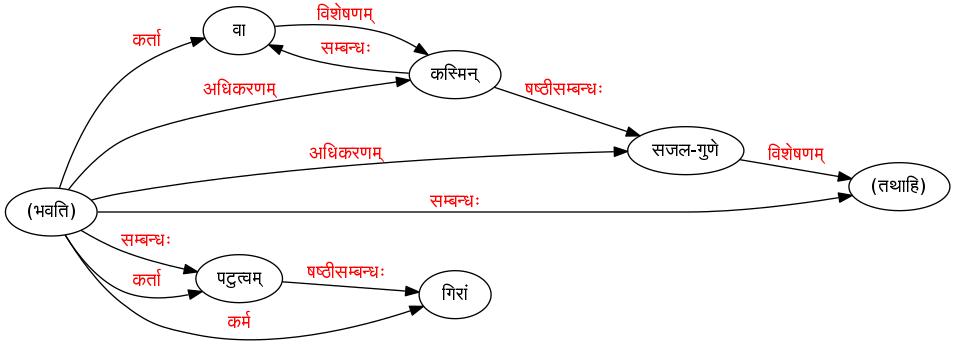 विशेषणम्
वा
कर्ता
सम्बन्धः
कस्मिन्
अधिकरणम्
षष्ठीसम्बन्धः
सजल-गुणे
अधिकरणम्
विशेषणम्
(तथाहि)
सम्बन्धः
(भवति)
सम्बन्धः
पटुत्वम्
षष्ठीसम्बन्धः
कर्ता
गिरां
कर्म